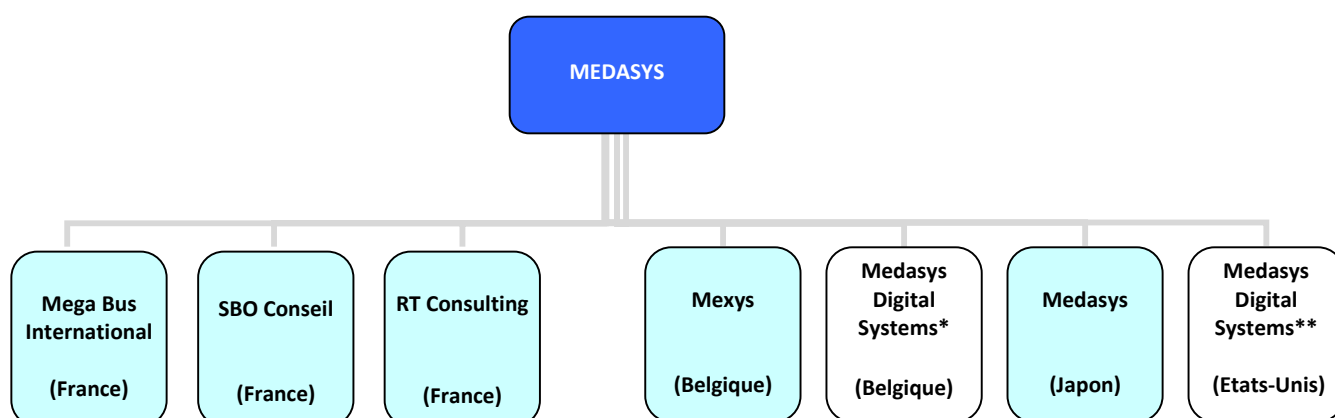 MEDASYS
Mega Bus
International
(France)
SBO Conseil
(France)
RT Consulting
(France)
Mexys
(Belgique)
Medasys
Digital
Systems*
(Belgique)
Medasys
(Japon)
Medasys
Digital
Systems**
(Etats-Unis)